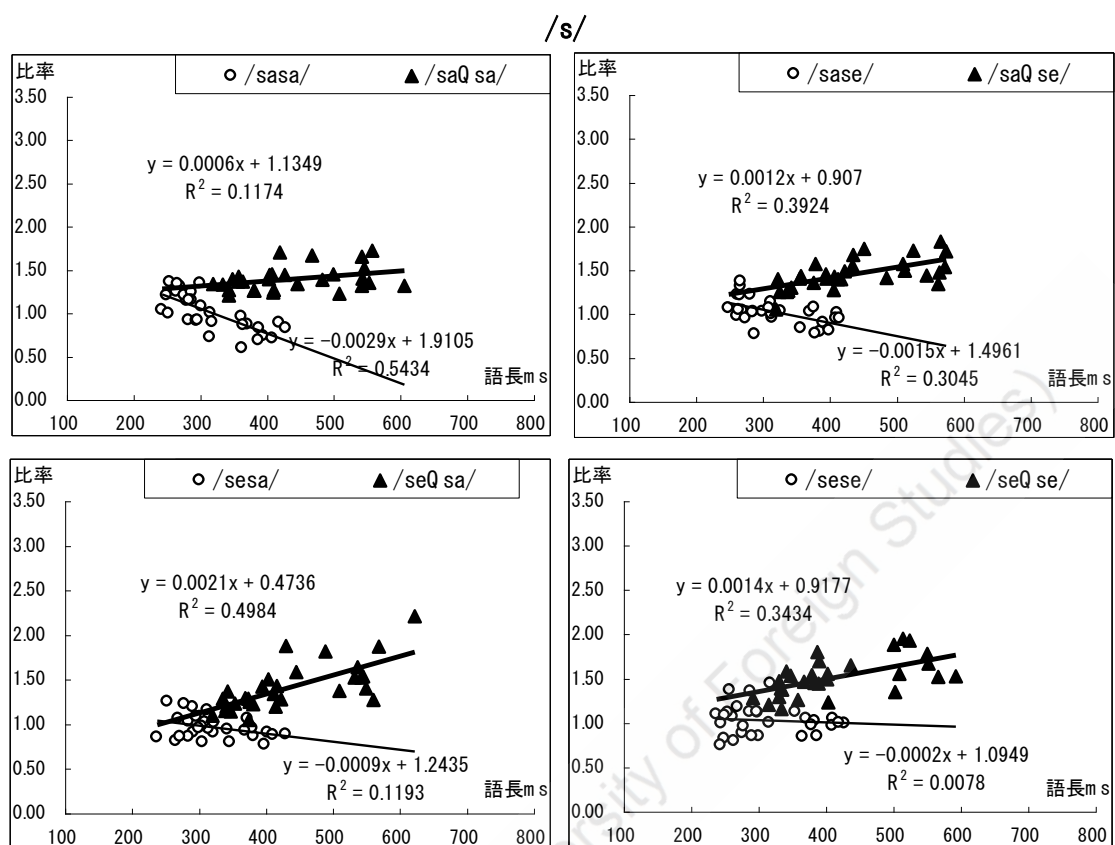 /s/
比率
○ /sasa/ ▲ /saQ sa/
3.50
3.00
2.50
2.00
1.50
1.00
0.50
0.00
y = 0.0006x + 1.1349
R² = 0.1174
y = −0.0029x + 1.9105
R² = 0.5434
語長ms
100 200 300 400 500 600 700 800
比率
○ /sase/ ▲ /saQ se/
3.50
3.00
2.50
2.00
1.50
1.00
0.50
0.00
y = 0.0012x + 0.907
R² = 0.3924
y = −0.0015x + 1.4961
R² = 0.3045
語長ms
100 200 300 400 500 600 700 800
比率
○ /sesa/ ▲ /seQ sa/
3.50
3.00
2.50
2.00
1.50
1.00
0.50
0.00
y = 0.0021x + 0.4736
R² = 0.4984
y = −0.0009x + 1.2435
R² = 0.1193
語長ms
100 200 300 400 500 600 700 800
比率
○ /sese/ ▲ /seQ se/
3.50
3.00
2.50
2.00
1.50
1.00
0.50
0.00
y = 0.0014x + 0.9177
R² = 0.3434
y = −0.0002x + 1.0949
R² = 0.0078
語長ms
100 200 300 400 500 600 700 800
of Foreign Studies)